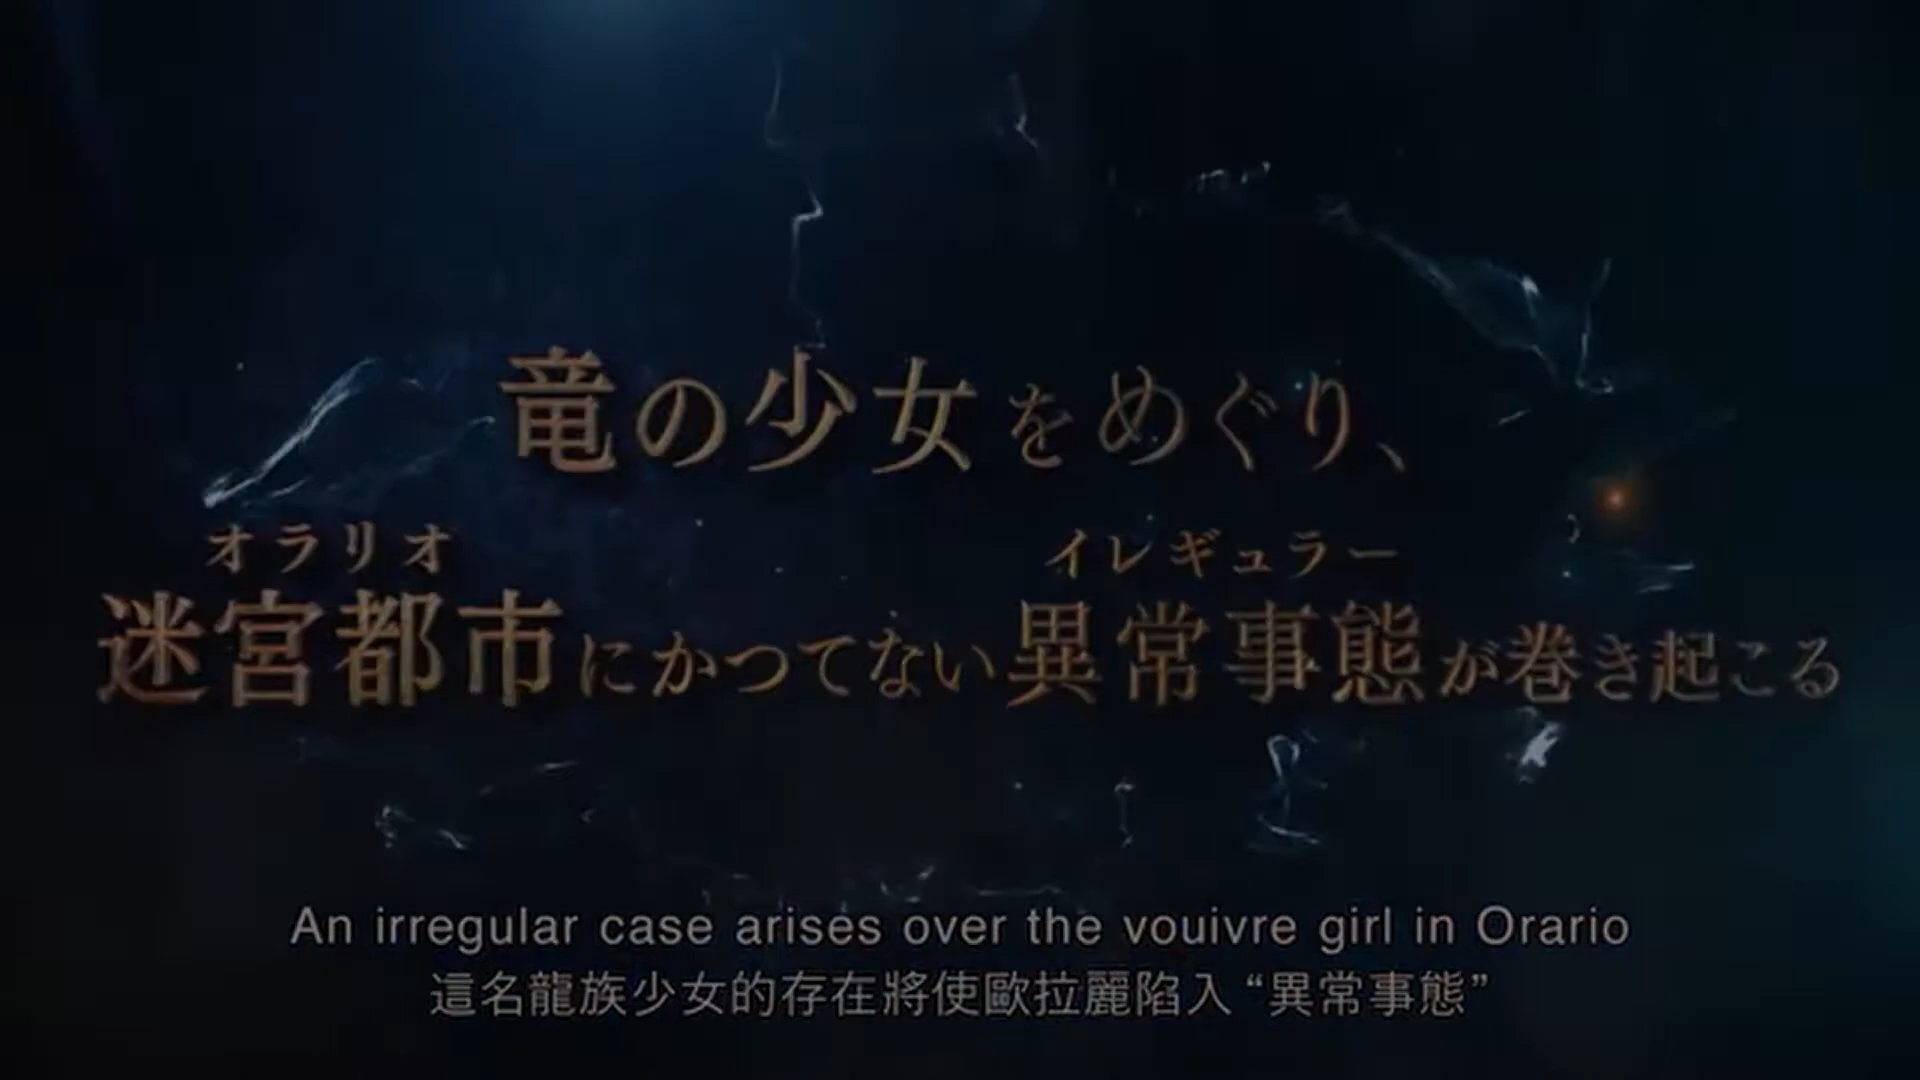 竜の少女をめぐり、
オラリオ イレギュラー
迷宮都市にかつてない異常事態が巻き起こる
An irregular case arises over the vouivre girl in Orario
這名龍族少女的存在將使歐拉麗陷入“異常事態”